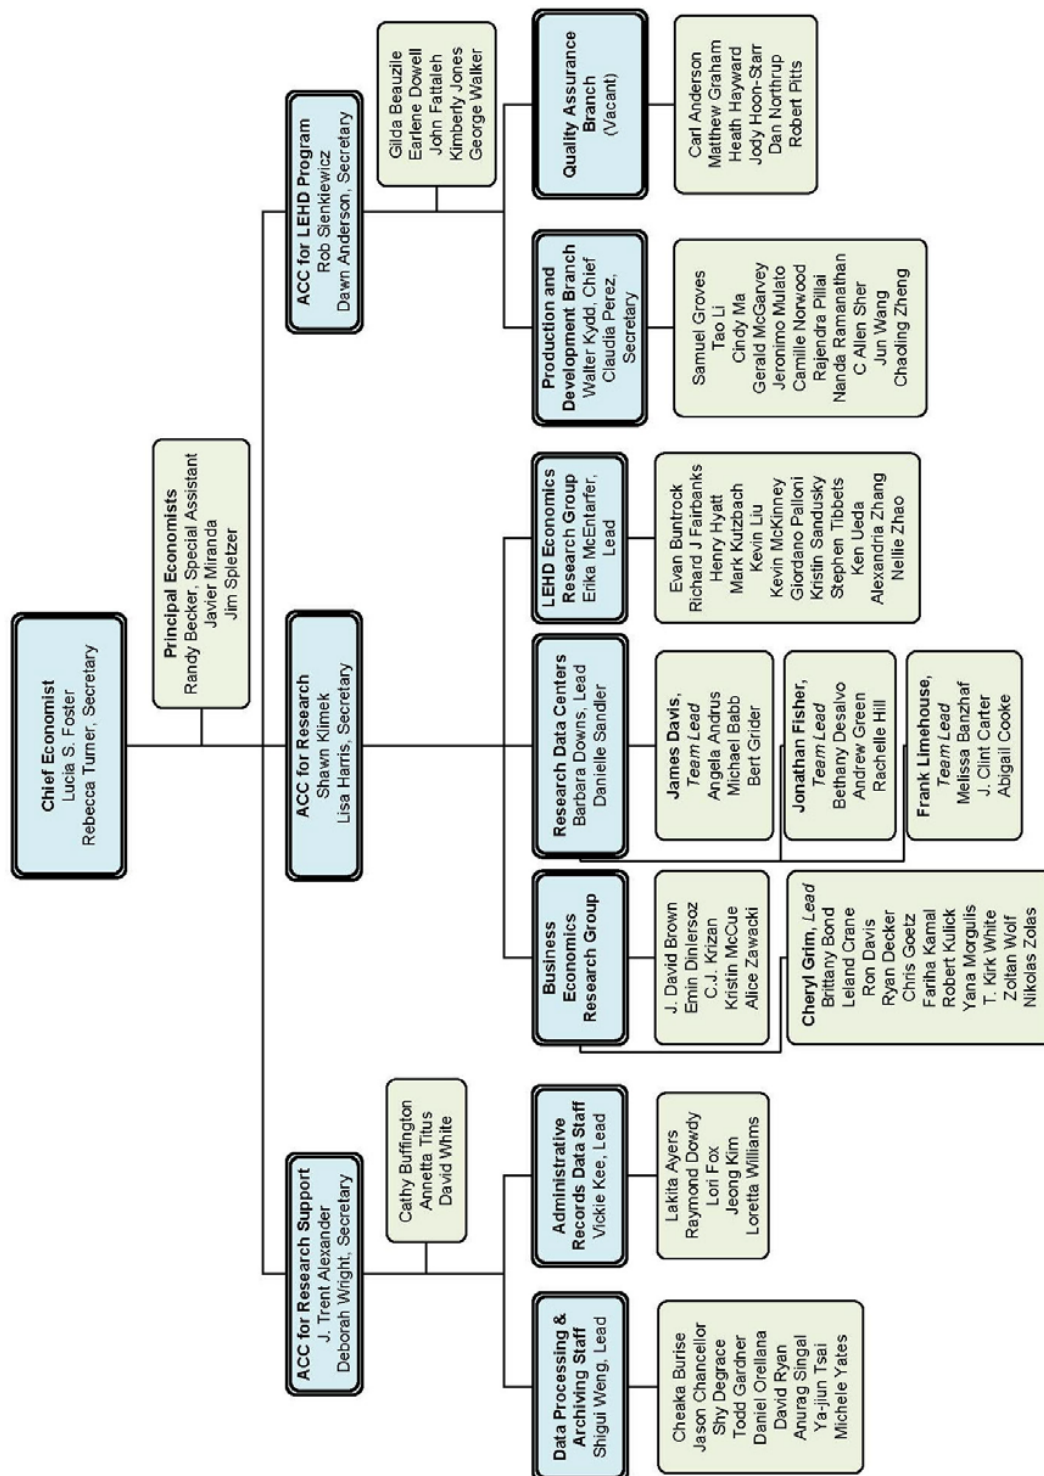 Chief Economist
Lucia S. Foster
Rebecca Turner, Secretary
Principal Economists
Randy Becker, Special Assistant
Javier Miranda
Jim Spletzer
ACC for Research Support
J. Trent Alexander
Deborah Wright, Secretary
Cathy Buffington
Annetta Titus
David White
Data Processing &
Archiving Staff
Shigui Weng, Lead
Cheaka Burise
Jason Chancellor
Shy Degrace
Todd Gardner
Daniel Orellana
David Ryan
Anurag Singal
Ya-jiun Tsai
Michele Yates
Administrative
Records Data Staff
Vickie Kee, Lead
Lakita Ayers
Raymond Dowdy
Lori Fox
Jeong Kim
Loretta Williams
ACC for Research
Shawn Klimek
Lisa Harris, Secretary
Business
Economics
Research Group
J. David Brown
Emin Dinlersoz
C.J. Krizan
Kristin McCue
Alice Zawacki
Cheryl Grim, Lead
Brittany Bond
Leland Crane
Ron Davis
Ryan Decker
Chris Goetz
Fariha Kamal
Robert Kulick
Yana Morgulis
T. Kirk White
Zoltan Wolf
Nikolas Zolas
Research Data Centers
Barbara Downs, Lead
Danielle Sandler
James Davis,
Team Lead
Angela Andrus
Michael Babb
Bert Grider
Jonathan Fisher,
Team Lead
Bethany Desalvo
Andrew Green
Rachelle Hill
Frank Limehouse,
Team Lead
Melissa Banzhaf
J. Clint Carter
Abigail Cooke
LEHD Economics
Research Group
Erika McEntarfer,
Lead
Evan Buntrock
Richard J Fairbanks
Henry Hyatt
Mark Kutzbach
Kevin Liu
Kevin McKinney
Giordano Palloni
Kristin Sandusky
Stephen Tibbets
Ken Ueda
Alexandria Zhang
Nellie Zhao
ACC for LEHD Program
Rob Sienkiewicz
Dawn Anderson, Secretary
Gilda Beauzile
Earlene Dowell
John Fattaleh
Kimberly Jones
George Walker
Production and
Development Branch
Walter Kydd, Chief
Claudia Perez,
Secretary
Samuel Groves
Tao Li
Cindy Ma
Gerald McGarvey
Jeronimo Mulato
Camille Norwood
Rajendra Pillai
Nanda Ramanathan
C Allen Sher
Jun Wang
Chaoling Zheng
Quality Assurance
Branch
(Vacant)
Carl Anderson
Matthew Graham
Heath Hayward
Jody Hoon-Starr
Dan Northrup
Robert Pitts